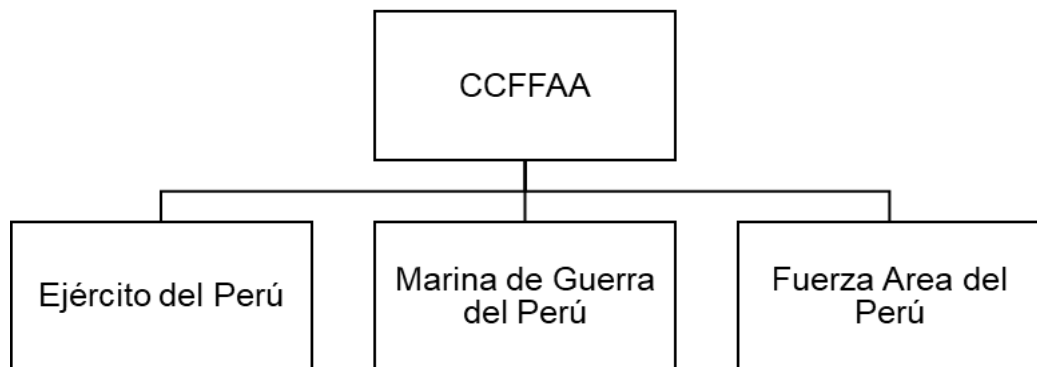 CCFFAA
Ejército del Perú
Marina de Guerra
del Perú
Fuerza Area del
Perú